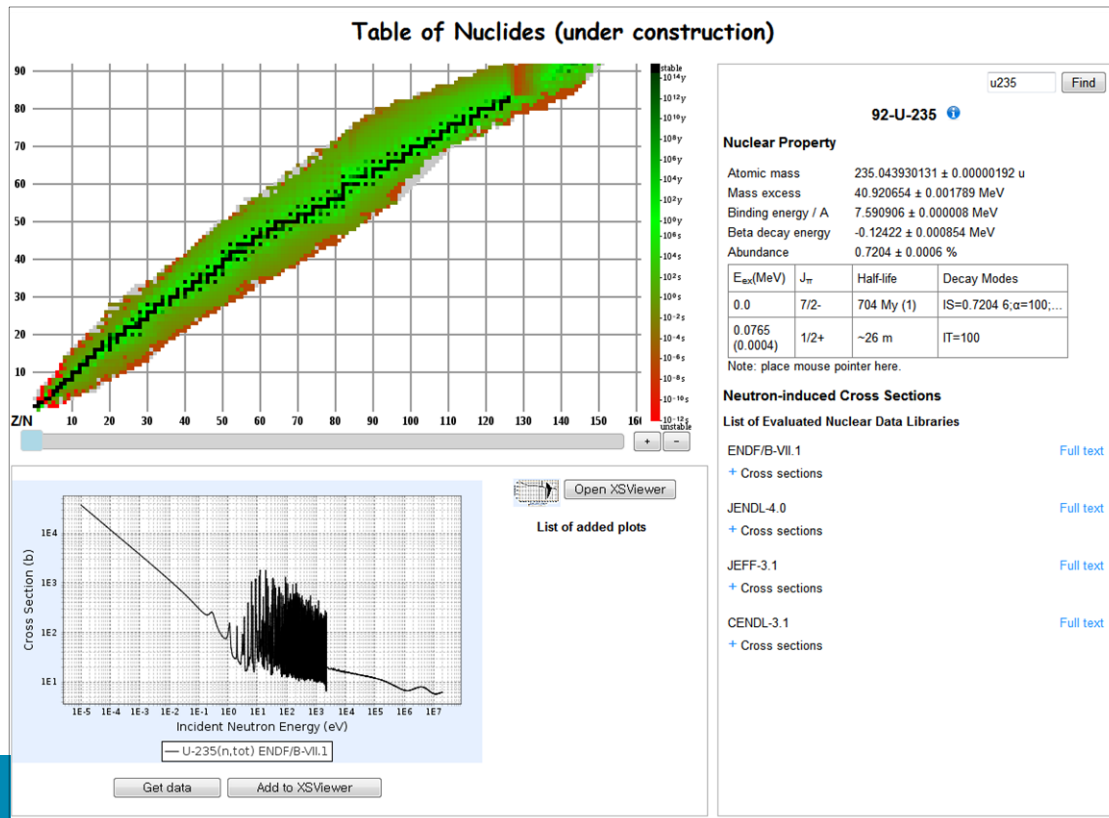 Table of Nuclides (under construction)
90
80
70
60
50
40
30
20
10
Z/N 10 20 30 40 50 60 70 80 90 100 110 120 130 140 150 16
stable
10¹⁴y
10¹²y
10¹⁰y
10⁸y
10⁶y
10⁴y
10²y
10⁰y
10⁶s
10⁴s
10²s
10⁰s
10⁻²s
10⁻⁴s
10⁻⁶s
10⁻⁸s
10⁻¹⁰s
10⁻¹²s
unstable
+ −
u235 Find
92-U-235 i
Nuclear Property
Atomic mass 235.043930131 ± 0.00000192 u
Mass excess 40.920654 ± 0.001789 MeV
Binding energy / A 7.590906 ± 0.000008 MeV
Beta decay energy -0.12422 ± 0.000854 MeV
Abundance 0.7204 ± 0.0006 %
Eₑₓ(MeV) Jπ Half-life Decay Modes
0.0 7/2- 704 My (1) IS=0.7204 6;α=100;...
0.0765 (0.0004) 1/2+ ~26 m IT=100
Note: place mouse pointer here.
Neutron-induced Cross Sections
List of Evaluated Nuclear Data Libraries
ENDF/B-VII.1 Full text
+ Cross sections
JENDL-4.0 Full text
+ Cross sections
JEFF-3.1 Full text
+ Cross sections
CENDL-3.1 Full text
+ Cross sections
Cross Section (b)
1E4
1E3
1E2
1E1
1E-5 1E-4 1E-3 1E-2 1E-1 1E0 1E1 1E2 1E3 1E4 1E5 1E6 1E7
Incident Neutron Energy (eV)
U-235(n,tot) ENDF/B-VII.1
Get data Add to XSViewer
Open XSViewer
List of added plots